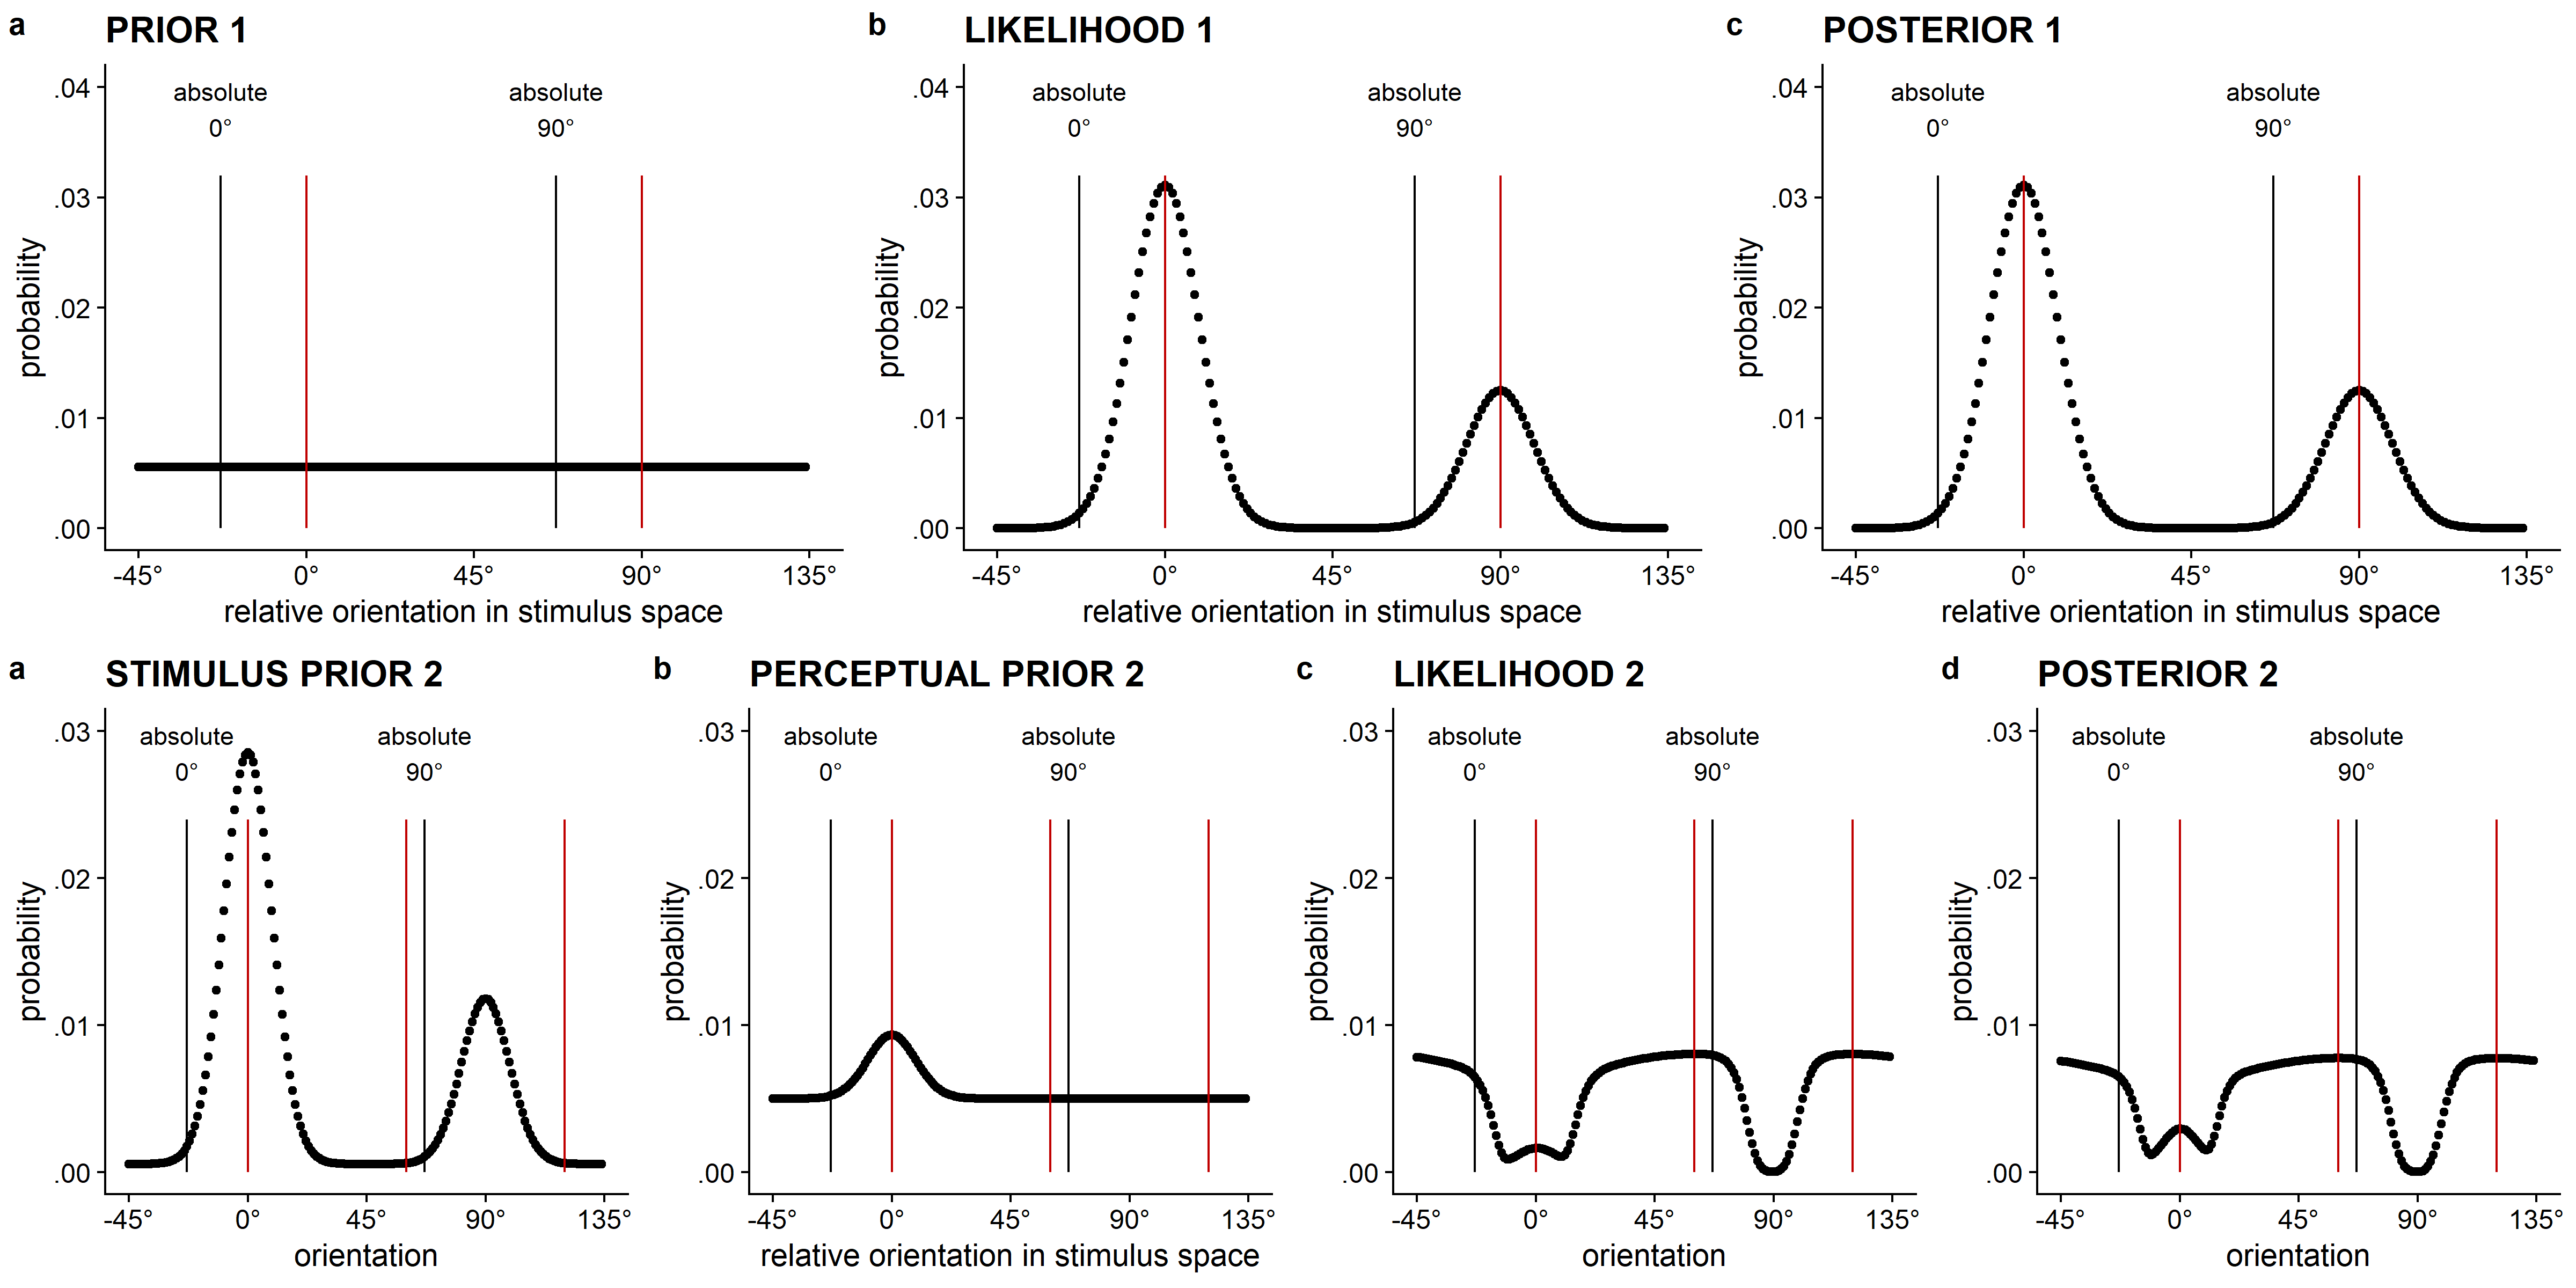 a PRIOR 1
absolute 0°
absolute 90°
.04
.03
.02
.01
.00
probability
-45° 0° 45° 90° 135°
relative orientation in stimulus space
b LIKELIHOOD 1
absolute 0°
absolute 90°
.04
.03
.02
.01
.00
probability
-45° 0° 45° 90° 135°
relative orientation in stimulus space
c POSTERIOR 1
absolute 0°
absolute 90°
.04
.03
.02
.01
.00
probability
-45° 0° 45° 90° 135°
relative orientation in stimulus space
a STIMULUS PRIOR 2
absolute 0°
absolute 90°
.03
.02
.01
.00
probability
-45° 0° 45° 90° 135°
orientation
b PERCEPTUAL PRIOR 2
absolute 0°
absolute 90°
.03
.02
.01
.00
probability
-45° 0° 45° 90° 135°
relative orientation in stimulus space
c LIKELIHOOD 2
absolute 0°
absolute 90°
.03
.02
.01
.00
probability
-45° 0° 45° 90° 135°
orientation
d POSTERIOR 2
absolute 0°
absolute 90°
.03
.02
.01
.00
probability
-45° 0° 45° 90° 135°
orientation